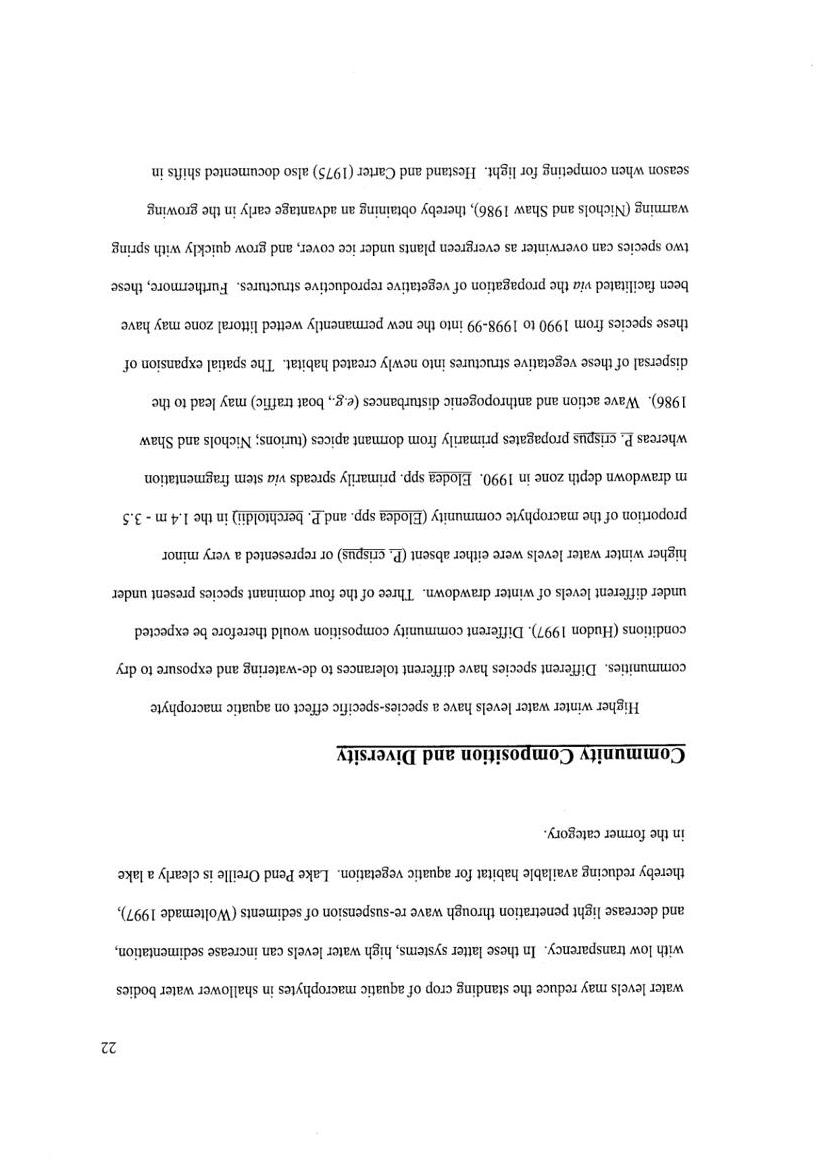 22
water levels may reduce the standing crop of aquatic macrophytes in shallower water bodies
with low transparency. In these latter systems, high water levels can increase sedimentation,
and decrease light penetration through wave re-suspension of sediments (Woltemade 1997),
thereby reducing available habitat for aquatic vegetation. Lake Pend Oreille is clearly a lake
in the former category.
Community Composition and Diversity
Higher winter water levels have a species-specific effect on aquatic macrophyte
communities. Different species have different tolerances to de-watering and exposure to dry
conditions (Hudon 1997). Different community composition would therefore be expected
under different levels of winter drawdown. Three of the four dominant species present under
higher winter water levels were either absent (P. crispus) or represented a very minor
proportion of the macrophyte community (Elodea spp. and P. berchtoldii) in the 1.4 m - 3.5
m drawdown depth zone in 1990. Elodea spp. primarily spreads via stem fragmentation
whereas P. crispus propagates primarily from dormant apices (turions; Nichols and Shaw
1986). Wave action and anthropogenic disturbances (e.g., boat traffic) may lead to the
dispersal of these vegetative structures into newly created habitat. The spatial expansion of
these species from 1990 to 1998-99 into the new permanently wetted littoral zone may have
been facilitated via the propagation of vegetative reproductive structures. Furthermore, these
two species can overwinter as evergreen plants under ice cover, and grow quickly with spring
warming (Nichols and Shaw 1986), thereby obtaining an advantage early in the growing
season when competing for light. Hestand and Carter (1975) also documented shifts in